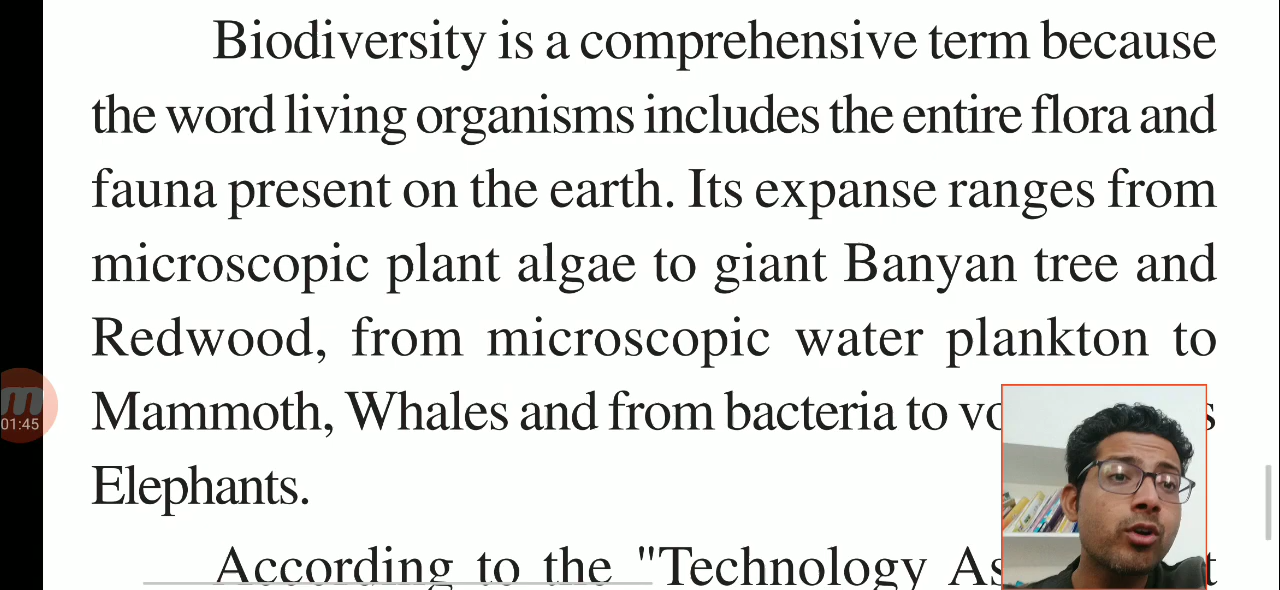 Biodiversity is a comprehensive term because
the word living organisms includes the entire flora and
fauna present on the earth. Its expanse ranges from
microscopic plant algae to giant Banyan tree and
Redwood, from microscopic water plankton to
Mammoth, Whales and from bacteria to
Elephants.
According to the "Technology
01:45